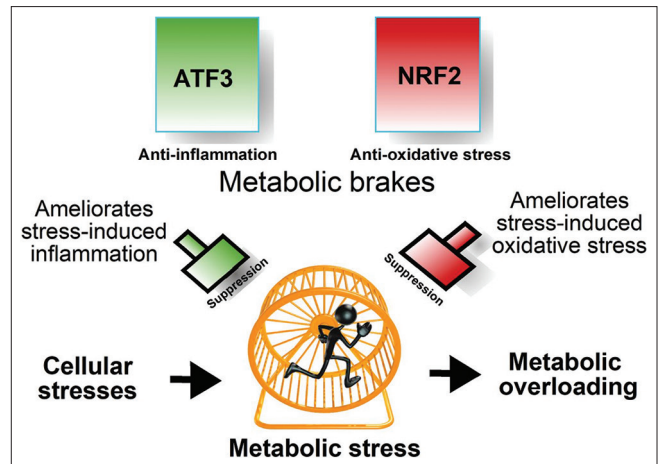 ATF3
NRF2
Anti-inflammation
Anti-oxidative stress
Metabolic brakes
Ameliorates
stress-induced
inflammation
Ameliorates
stress-induced
oxidative stress
Suppression
Suppression
Cellular
stresses
Metabolic
overloading
Metabolic stress